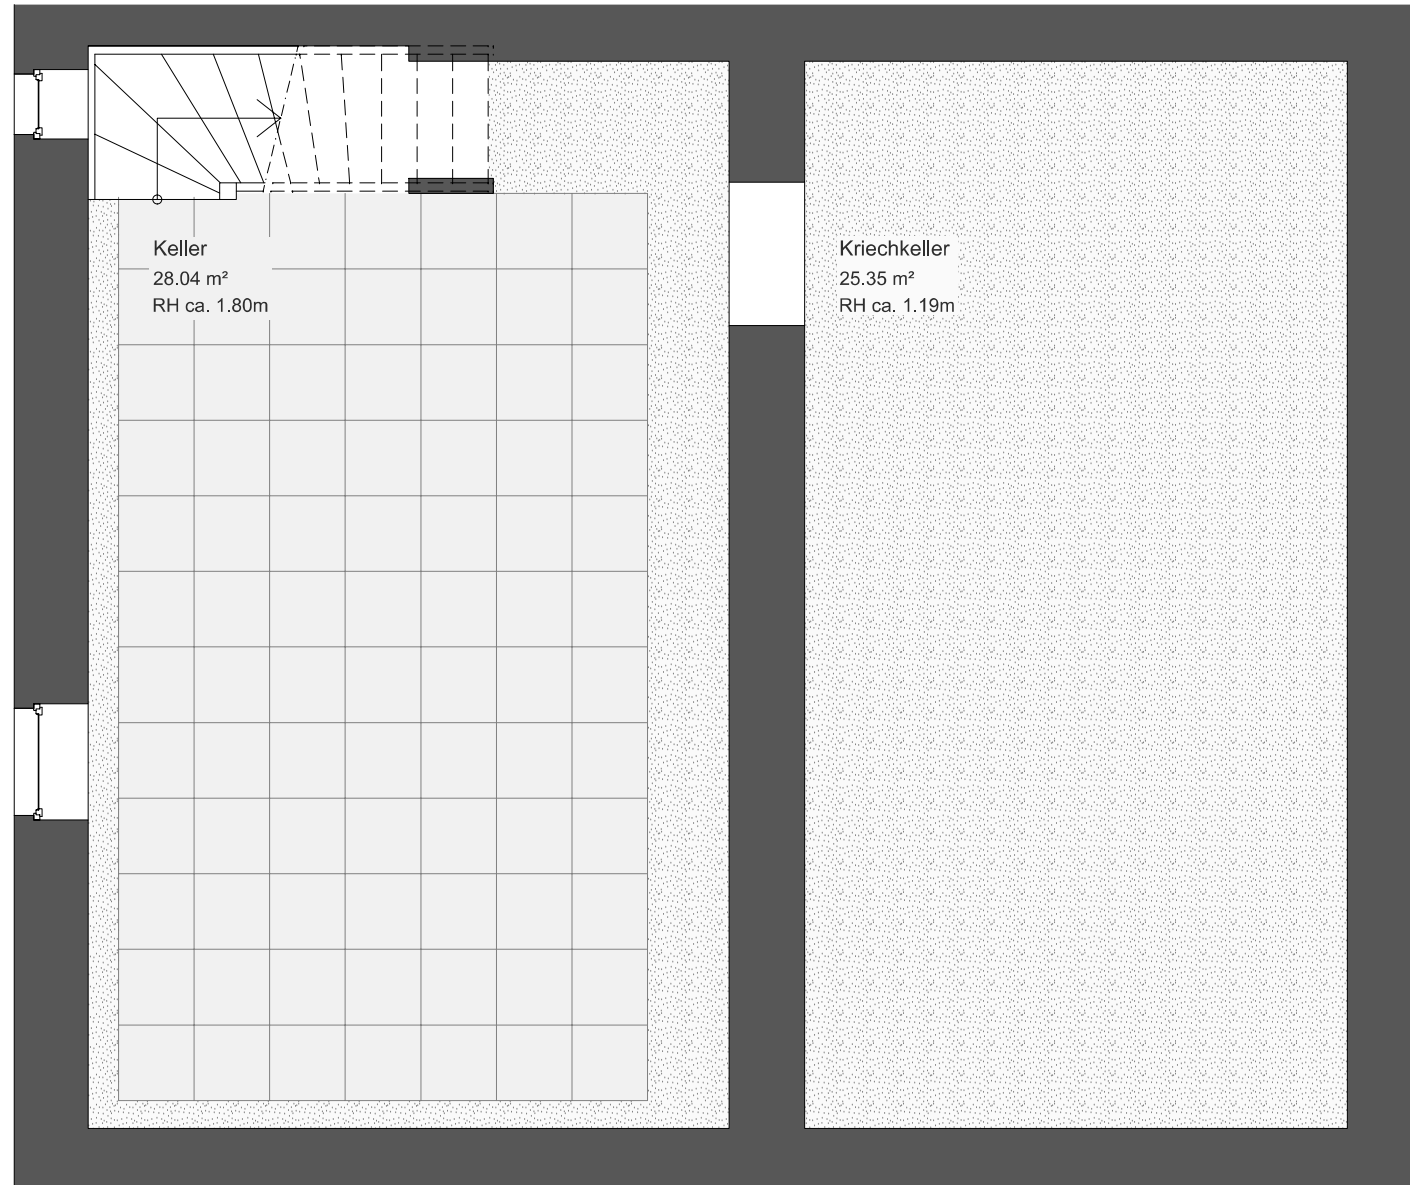 Keller
28.04 m²
RH ca. 1.80m
Kriechkeller
25.35 m²
RH ca. 1.19m